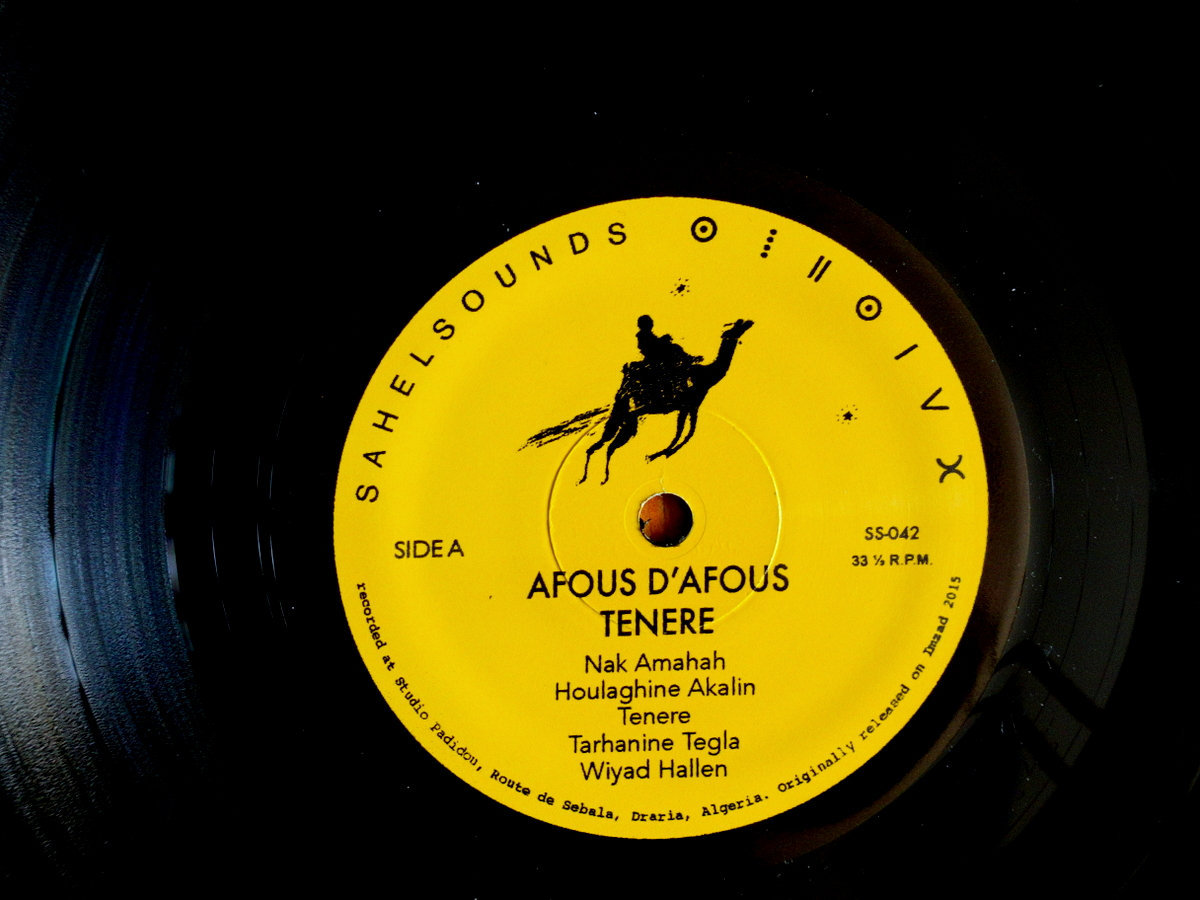 SAHELSOUNDS ⵙⵆⵍⵙⵏⴷ
SIDE A
SS-042
33 ⅓ R.P.M.
AFOUS D'AFOUS
TENERE
Nak Amahah
Houlaghine Akalin
Tenere
Tarhanine Tegla
Wiyad Hallen
recorded at Studio Padidou, Route de Sebala, Draria, Algeria. Originally released on Imzad 2015